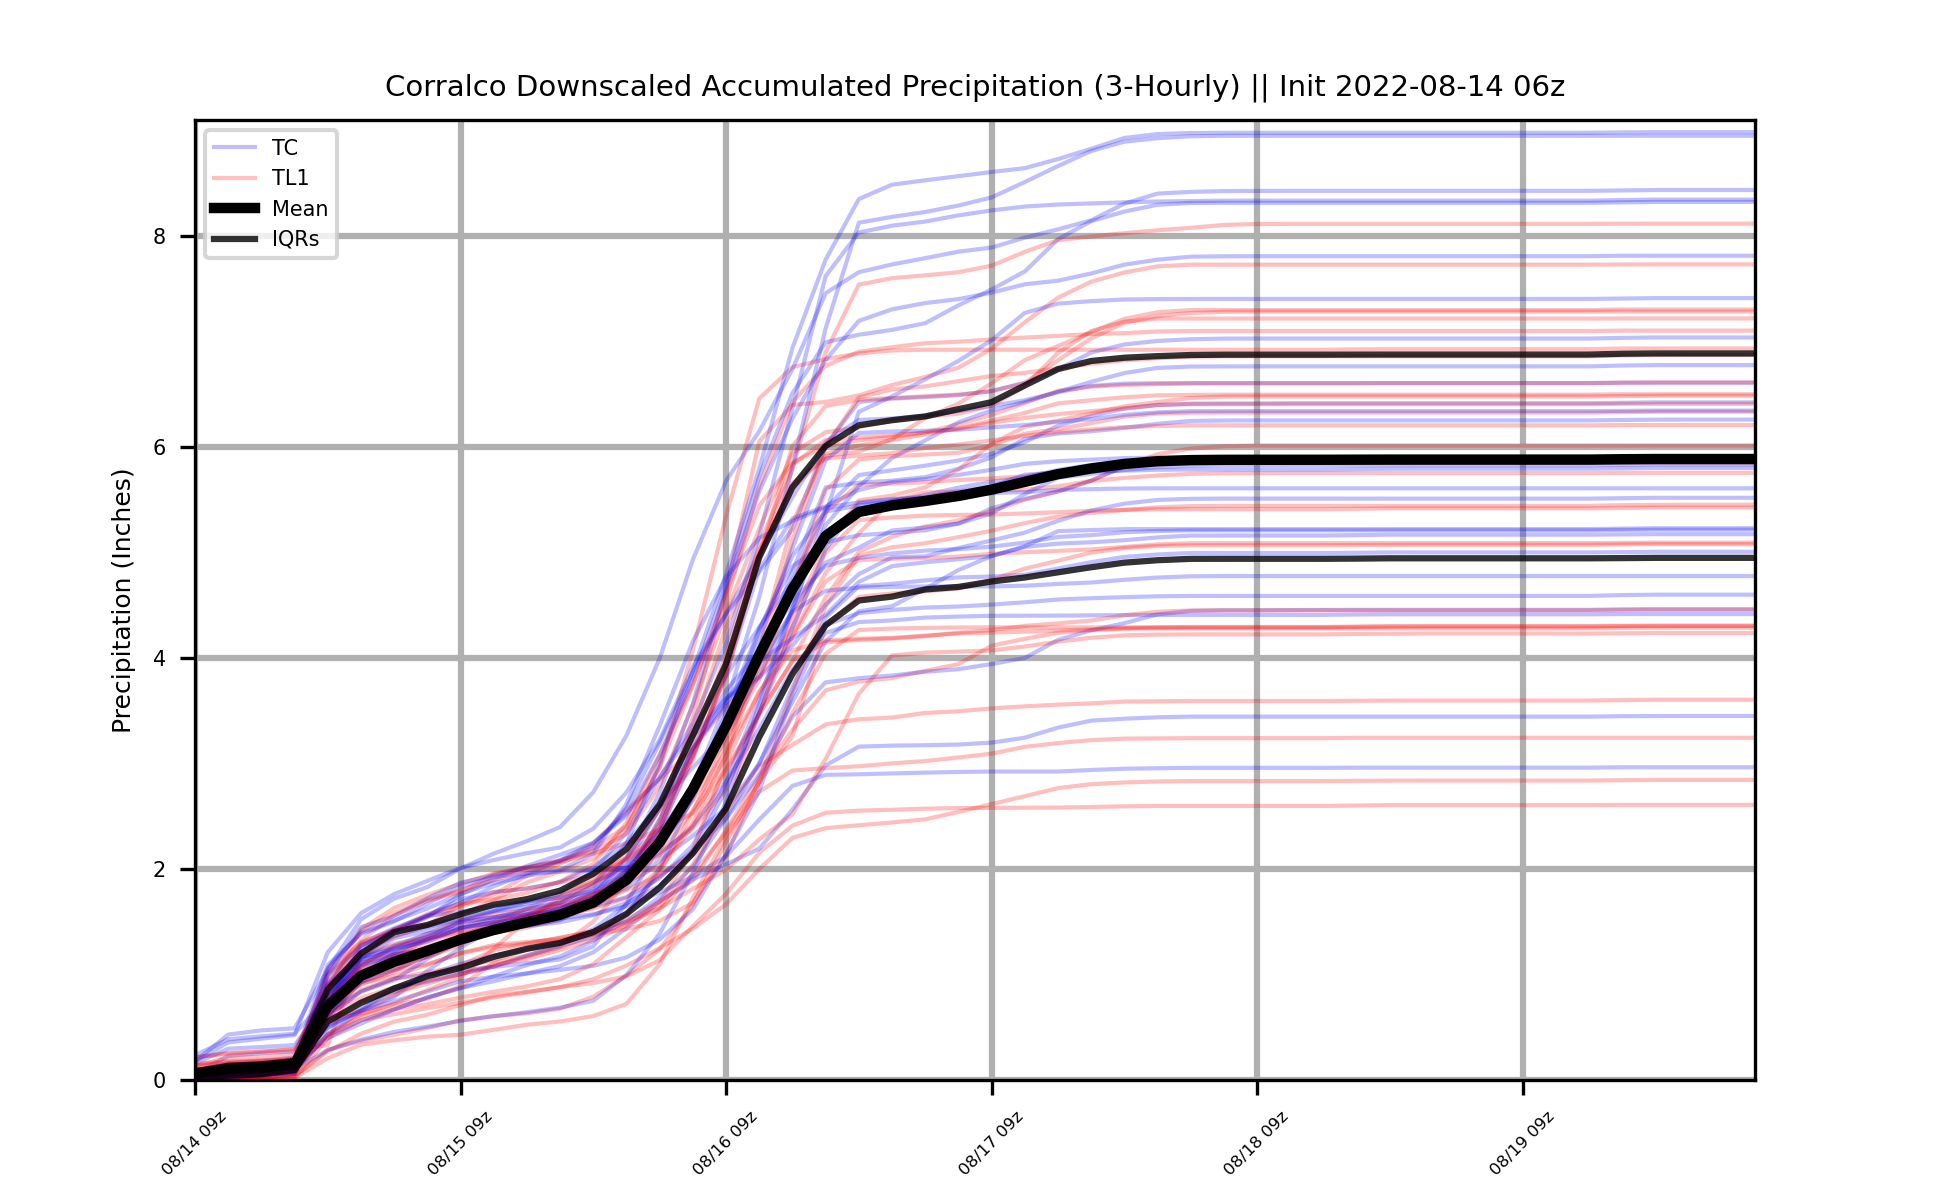 Corralco Downscaled Accumulated Precipitation (3-Hourly) || Init 2022-08-14 06z
TC
TL1
Mean
IQRs
Precipitation (Inches)
8
6
4
2
0
08/14 09z
08/15 09z
08/16 09z
08/17 09z
08/18 09z
08/19 09z